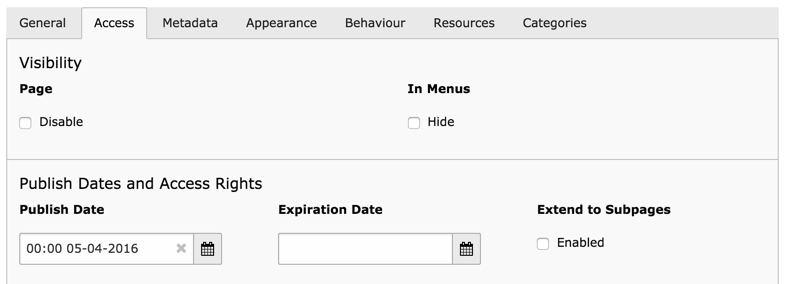 General Access Metadata Appearance Behaviour Resources Categories
Visibility
Page In Menus
Disable Hide
Publish Dates and Access Rights
Publish Date Expiration Date Extend to Subpages
00:00 05-04-2016 Enabled